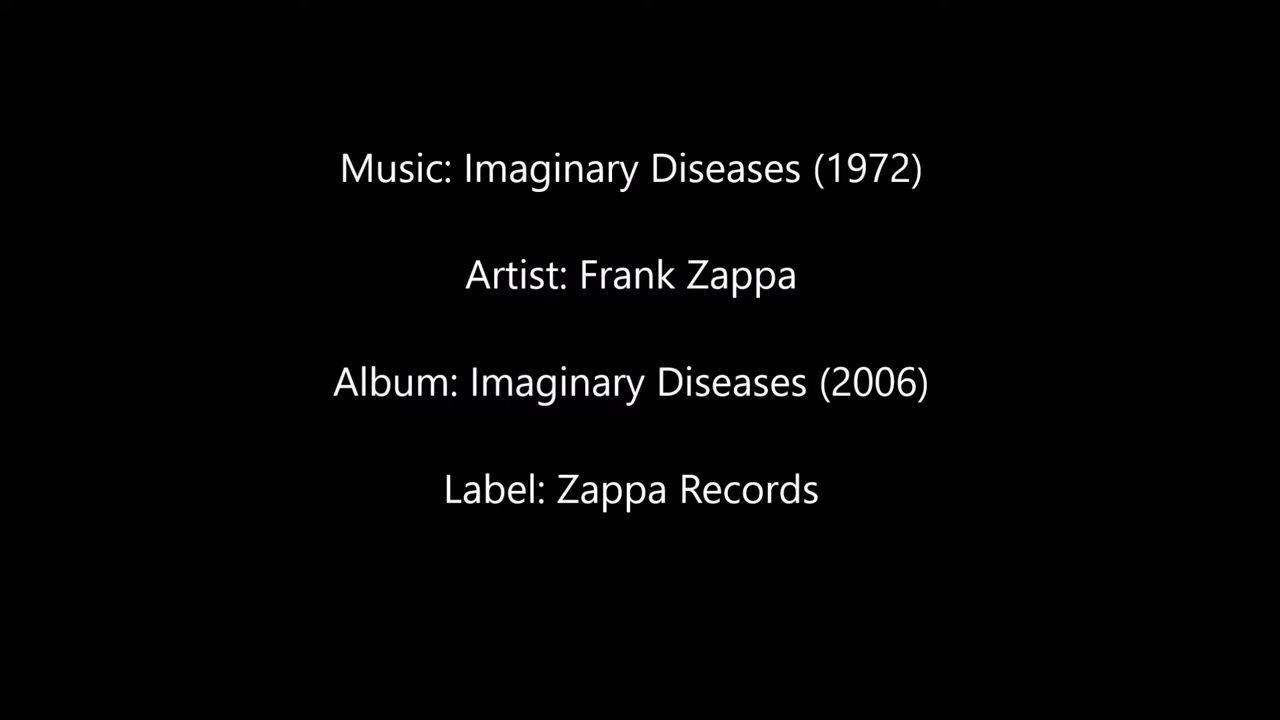 Music: Imaginary Diseases (1972)
Artist: Frank Zappa
Album: Imaginary Diseases (2006)
Label: Zappa Records